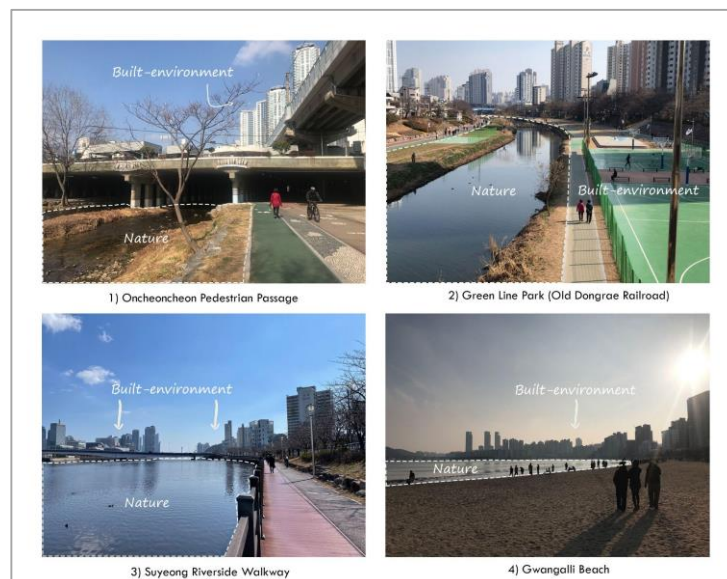 Built-environment
Nature
1) Oncheoncheon Pedestrian Passage
Nature
Built-environment
2) Green Line Park (Old Dongrae Railroad)
Built-environment
Nature
3) Suyeong Riverside Walkway
Built-environment
Nature
4) Gwangalli Beach